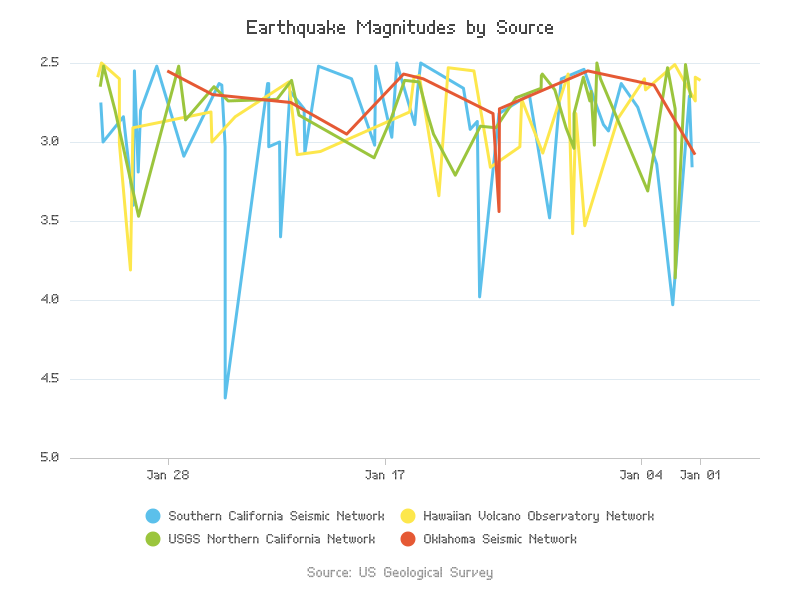 Earthquake Magnitudes by Source
2.5
3.0
3.5
4.0
4.5
5.0
Jan 28 Jan 17 Jan 04 Jan 01
Southern California Seismic Network Hawaiian Volcano Observatory Network
USGS Northern California Network Oklahoma Seismic Network
Source: US Geological Survey